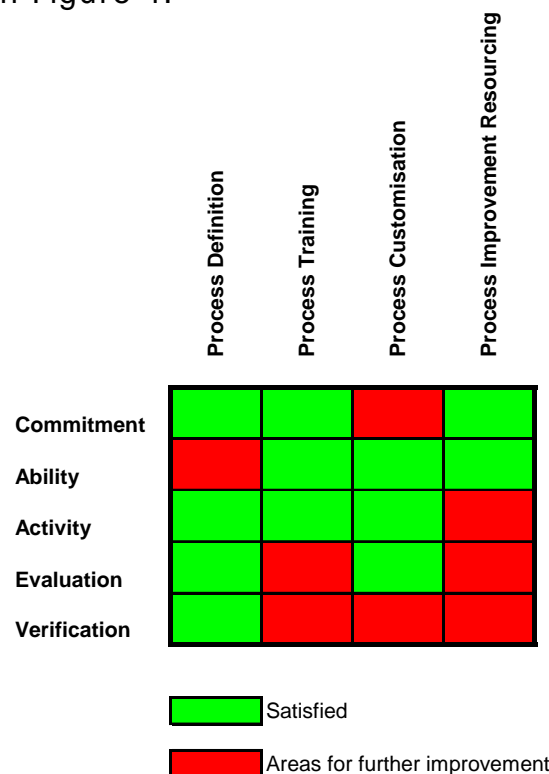 Figure 4.
Process Definition
Process Training
Process Customisation
Process Improvement Resourcing
Commitment
Ability
Activity
Evaluation
Verification
Satisfied
Areas for further improvement